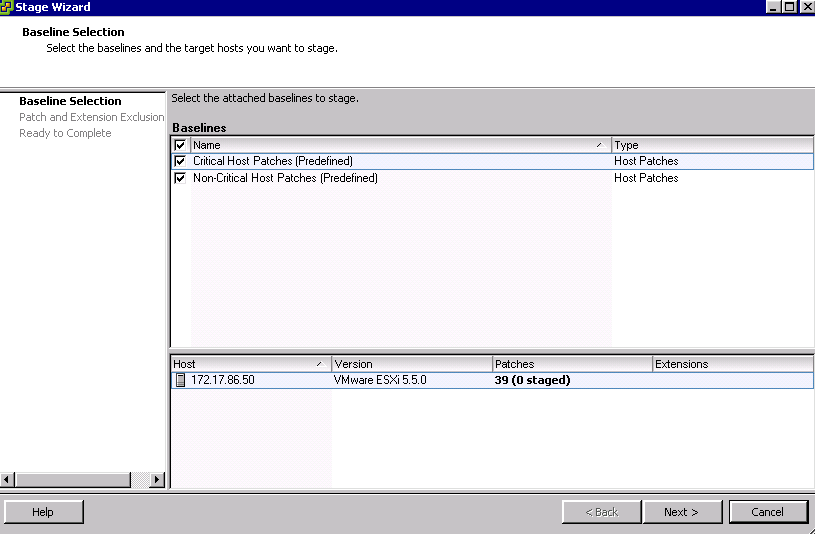 Stage Wizard
Baseline Selection
Select the baselines and the target hosts you want to stage.
Baseline Selection
Patch and Extension Exclusion
Ready to Complete
Select the attached baselines to stage.
Baselines
Name Type
Critical Host Patches (Predefined) Host Patches
Non-Critical Host Patches (Predefined) Host Patches
Host Version Patches Extensions
172.17.86.50 VMware ESXi 5.5.0 39 (0 staged)
Help < Back Next > Cancel